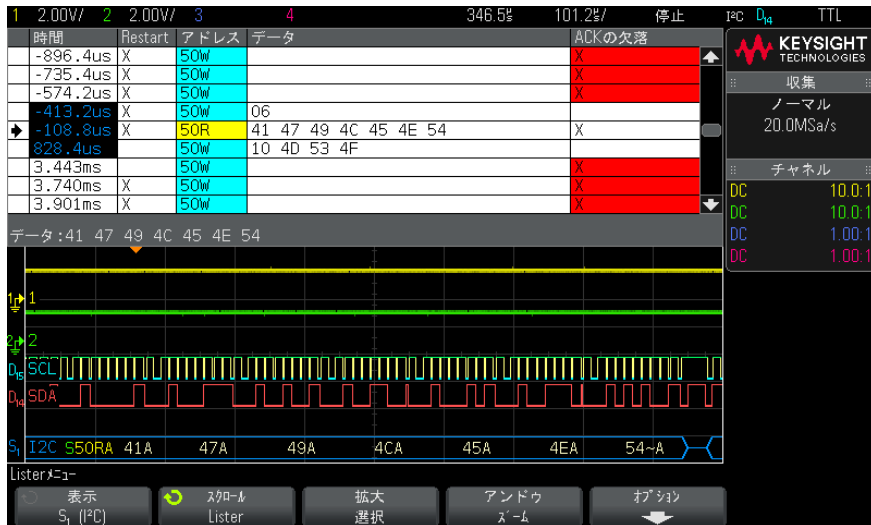 1 2.00V/ 2 2.00V/ 3 4 346.5㎲ 101.2㎲/ 停止 I²C D14 TTL
時間 Restart アドレス データ ACKの欠落
-896.4us X 50W X
-735.4us X 50W X
-574.2us X 50W X
-413.2us X 50W 06
-108.8us X 50R 41 47 49 4C 45 4E 54 X
828.4us 50W 10 4D 53 4F
3.443ms 50W X
3.740ms X 50W X
3.901ms X 50W X
データ:41 47 49 4C 45 4E 54
KEYSIGHT
TECHNOLOGIES
収集
ノーマル
20.0MSa/s
チャネル
DC 10.0:1
DC 10.0:1
DC 1.00:1
DC 1.00:1
1 1
2 2
D15 SCL
D14 SDA
S1 I2C S50RA 41A 47A 49A 4CA 45A 4EA 54~A
Listerメニュー
表示
S1 (I²C)
スクロール
Lister
拡大
選択
アンドゥ
ズーム
オプション